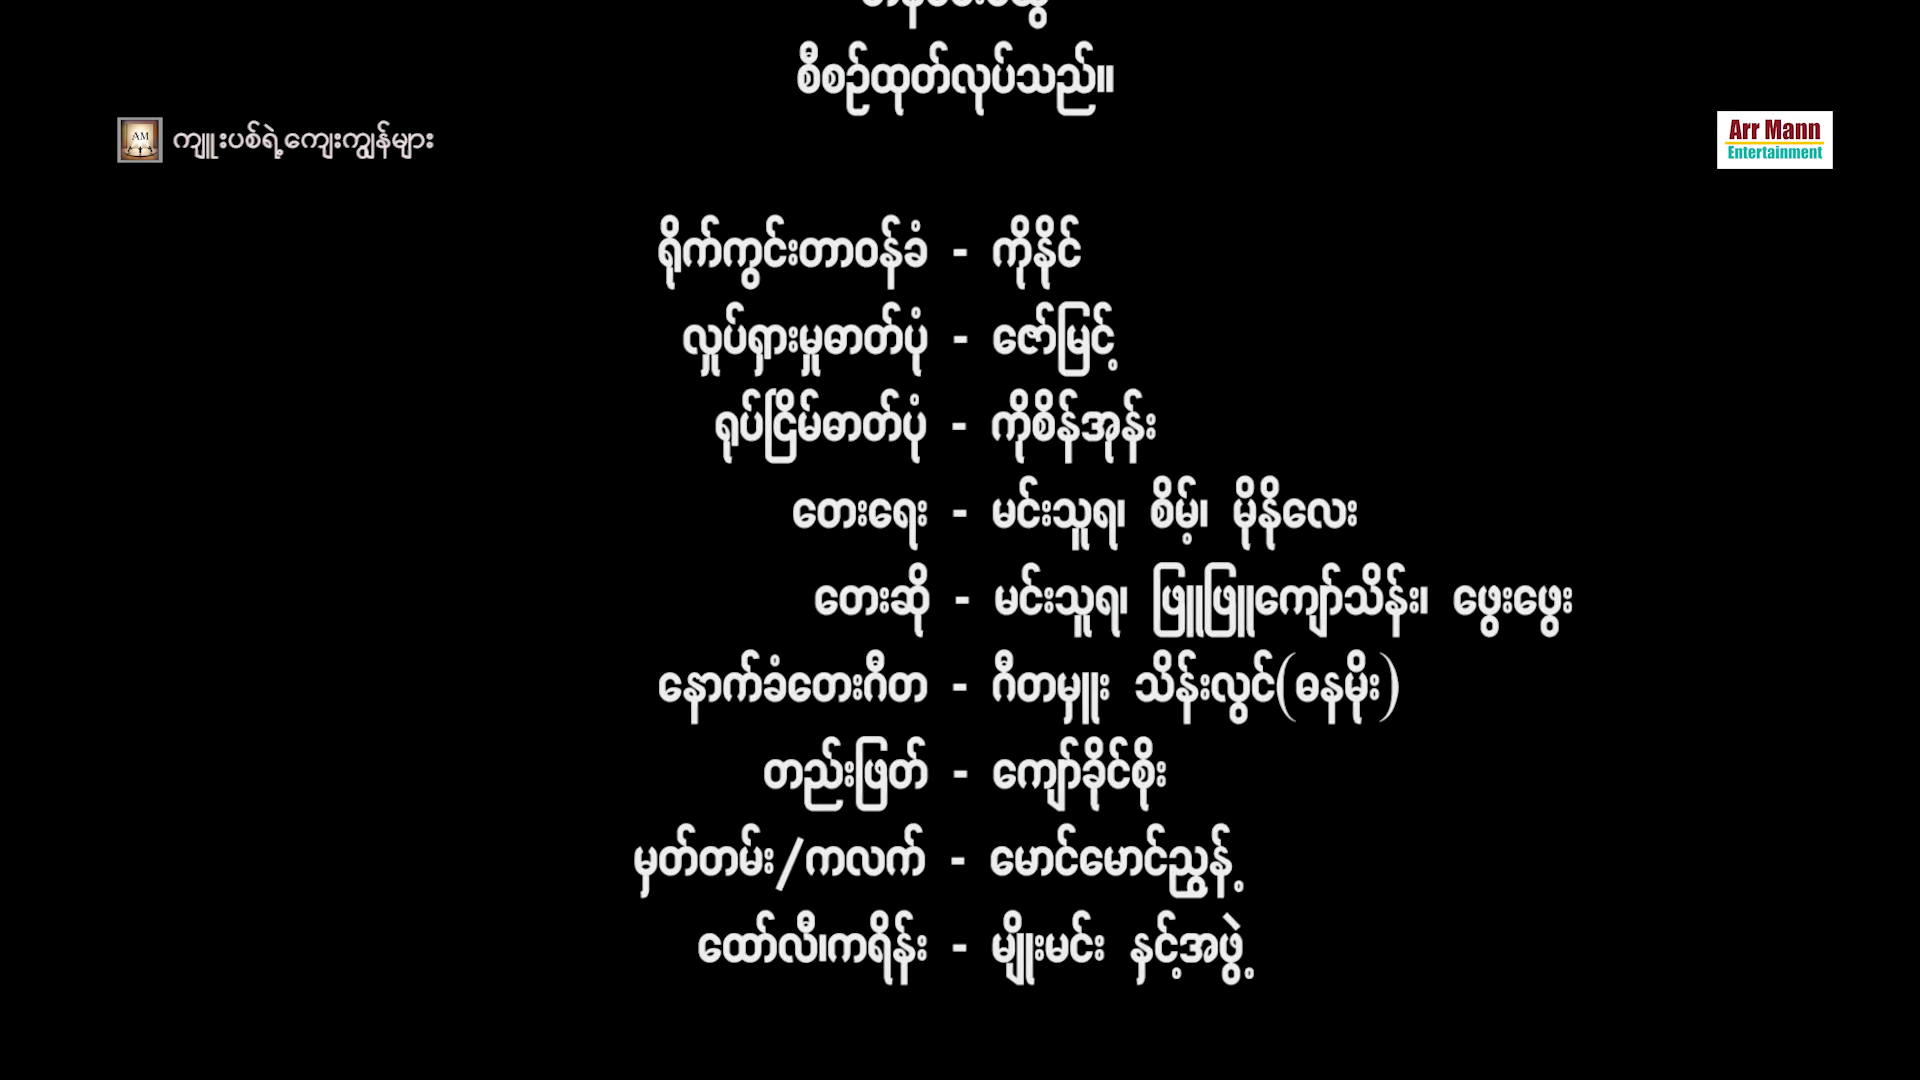 စီစဉ်ထုတ်လုပ်သည်။
AM
ကျူးပစ်ရဲ့ကျေးကျွန်များ
Arr Mann
Entertainment
ရိုက်ကွင်းတာဝန်ခံ - ကိုနိုင်
လှုပ်ရှားမှုဓာတ်ပုံ - ဇော်မြင့်
ရုပ်ငြိမ်ဓာတ်ပုံ - ကိုစိန်အုန်း
တေးရေး - မင်းသူရ၊ စိမ့်၊ မိုနိုလေး
တေးဆို - မင်းသူရ၊ ဖြူဖြူကျော်သိန်း၊ ဖွေးဖွေး
နောက်ခံတေးဂီတ - ဂီတမှူး သိန်းလွင်(ဓနမိုး)
တည်းဖြတ် - ကျော်ခိုင်စိုး
မှတ်တမ်း/ကလက် - မောင်မောင်ညွန့်
ထော်လီ၊ကရိန်း - မျိုးမင်း နှင့်အဖွဲ့